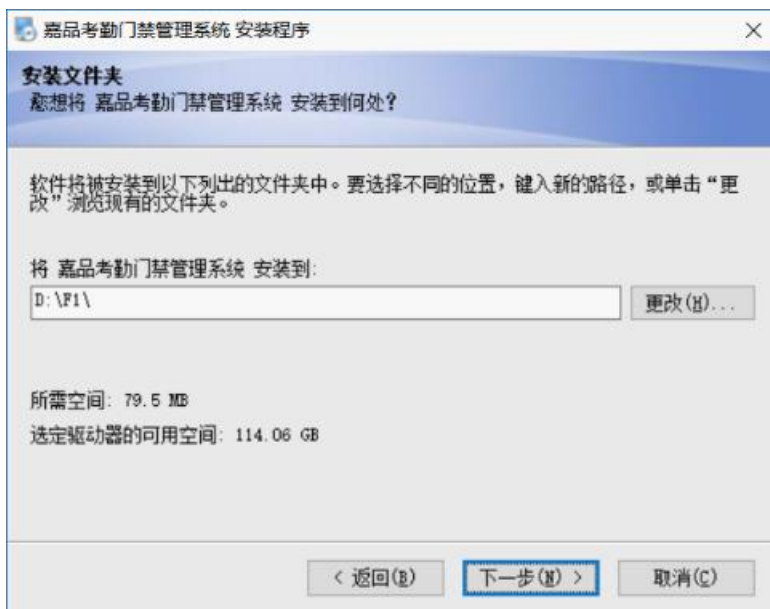 嘉品考勤门禁管理系统 安装程序
安装文件夹
您想将 嘉品考勤门禁管理系统 安装到何处?
软件将被安装到以下列出的文件夹中。要选择不同的位置，键入新的路径，或单击“更
改”浏览现有的文件夹。
将 嘉品考勤门禁管理系统 安装到:
D:\F1\
更改(H)...
所需空间: 79.5 MB
选定驱动器的可用空间: 114.06 GB
< 返回(B)
下一步(N) >
取消(C)